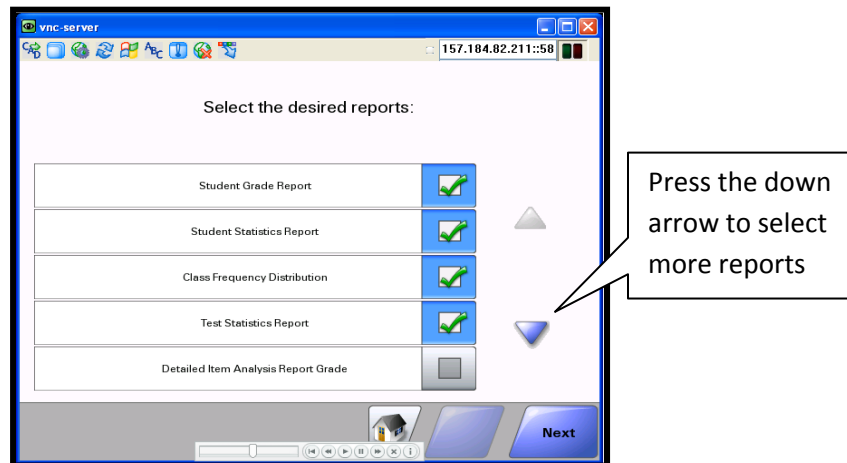 vnc-server
157.184.82.211::58
Select the desired reports:
Student Grade Report
Student Statistics Report
Class Frequency Distribution
Test Statistics Report
Detailed Item Analysis Report Grade
Next
Press the down
arrow to select
more reports